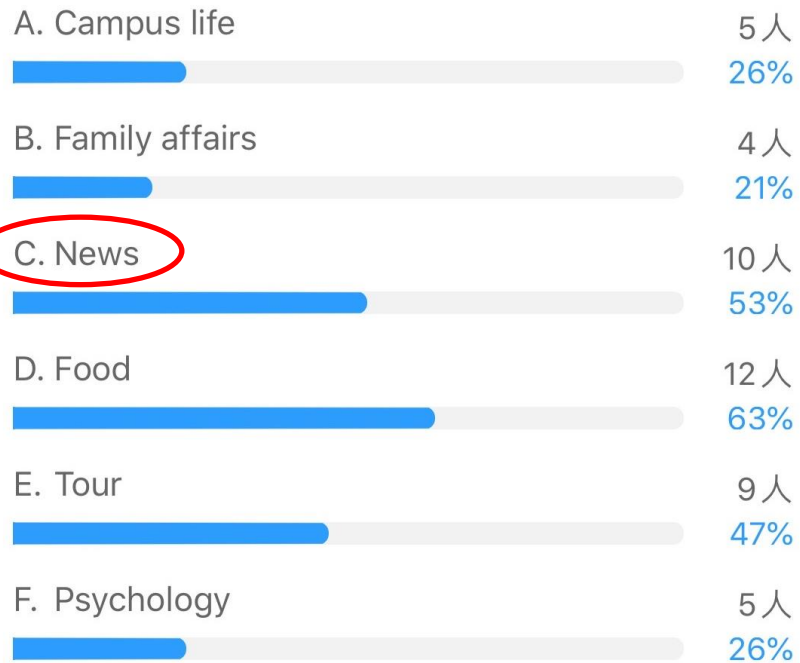 A. Campus life 5人
26%
B. Family affairs 4人
21%
C. News 10人
53%
D. Food 12人
63%
E. Tour 9人
47%
F. Psychology 5人
26%